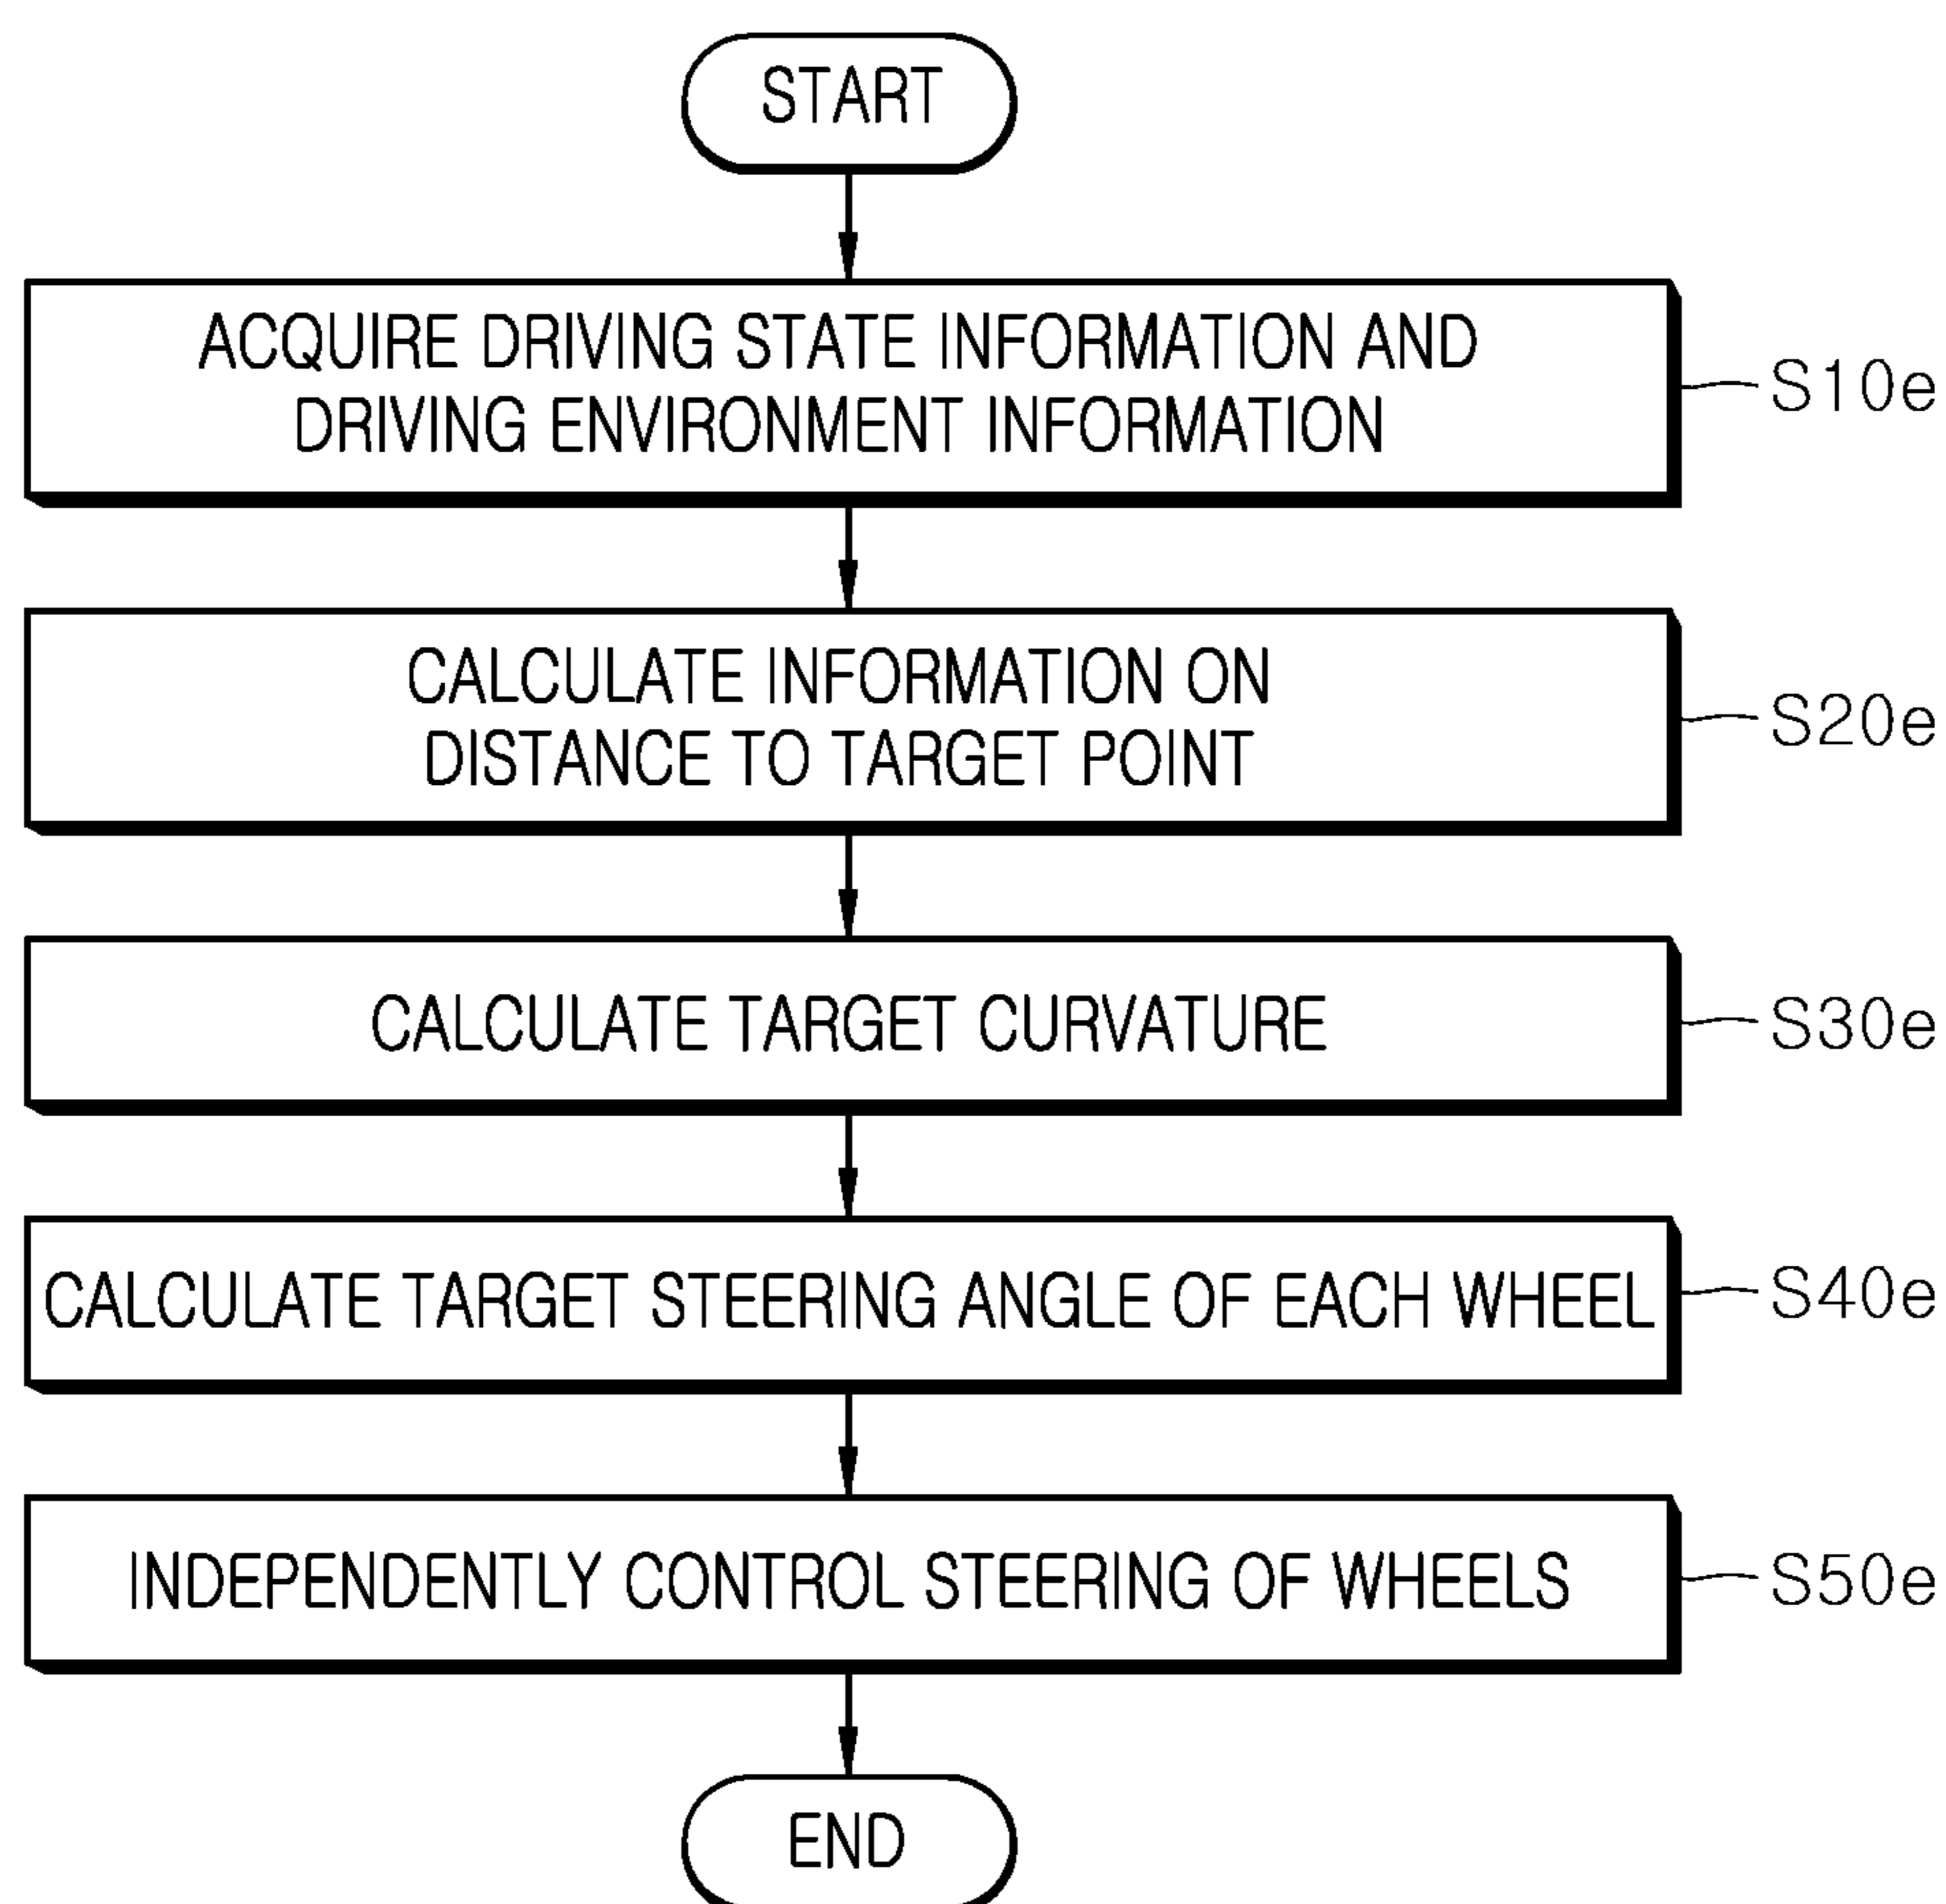 START
ACQUIRE DRIVING STATE INFORMATION AND
DRIVING ENVIRONMENT INFORMATION
S10e
CALCULATE INFORMATION ON
DISTANCE TO TARGET POINT
S20e
CALCULATE TARGET CURVATURE
S30e
CALCULATE TARGET STEERING ANGLE OF EACH WHEEL
S40e
INDEPENDENTLY CONTROL STEERING OF WHEELS
S50e
END